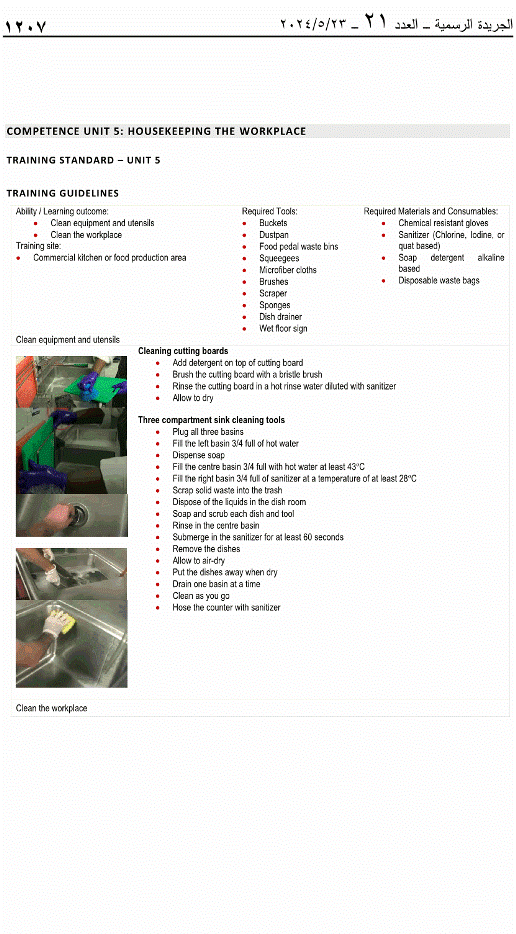 الجريدة الرسمية – العدد ٢١ – ٢٠٢٤/٥/٢٣ ١٢٠٧
COMPETENCE UNIT 5: HOUSEKEEPING THE WORKPLACE
TRAINING STANDARD – UNIT 5
TRAINING GUIDELINES
Ability / Learning outcome:
• Clean equipment and utensils
• Clean the workplace
Training site:
• Commercial kitchen or food production area
Required Tools:
• Buckets
• Dustpan
• Food pedal waste bins
• Squeegees
• Microfiber cloths
• Brushes
• Scraper
• Sponges
• Dish drainer
• Wet floor sign
Required Materials and Consumables:
• Chemical resistant gloves
• Sanitizer (Chlorine, Iodine, or
quat based)
• Soap detergent alkaline
based
• Disposable waste bags
Clean equipment and utensils
Cleaning cutting boards
• Add detergent on top of cutting board
• Brush the cutting board with a bristle brush
• Rinse the cutting board in a hot rinse water diluted with sanitizer
• Allow to dry
Three compartment sink cleaning tools
• Plug all three basins
• Fill the left basin 3/4 full of hot water
• Dispense soap
• Fill the centre basin 3/4 full with hot water at least 43°C
• Fill the right basin 3/4 full of sanitizer at a temperature of at least 28°C
• Scrap solid waste into the trash
• Dispose of the liquids in the dish room
• Soap and scrub each dish and tool
• Rinse in the centre basin
• Submerge in the sanitizer for at least 60 seconds
• Remove the dishes
• Allow to air-dry
• Put the dishes away when dry
• Drain one basin at a time
• Clean as you go
• Hose the counter with sanitizer
Clean the workplace